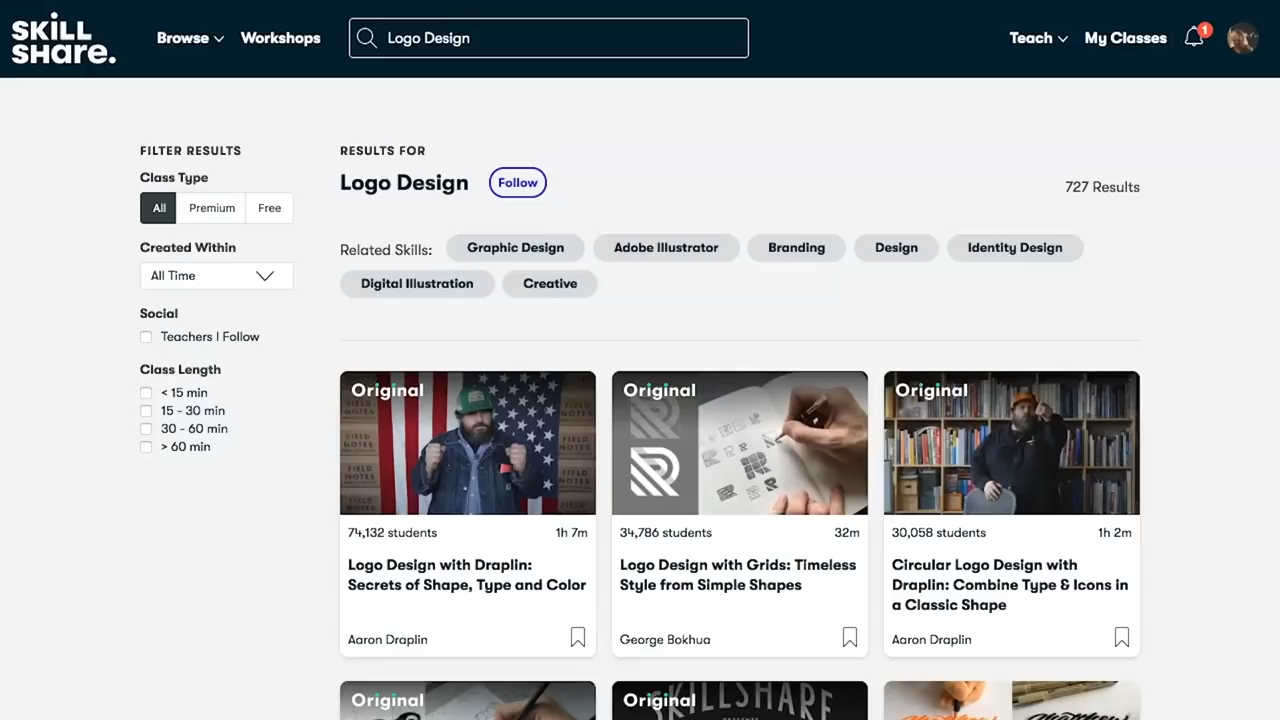 SKILL
SHARE.
Browse
Workshops
Logo Design
Teach
My Classes
1
FILTER RESULTS
Class Type
All
Premium
Free
Created Within
All Time
Social
Teachers I Follow
Class Length
< 15 min
15 - 30 min
30 - 60 min
> 60 min
RESULTS FOR
Logo Design
Follow
727 Results
Related Skills:
Graphic Design
Adobe Illustrator
Branding
Design
Identity Design
Digital Illustration
Creative
Original
FIELD NOTES
74,132 students
1h 7m
Logo Design with Draplin:
Secrets of Shape, Type and Color
Aaron Draplin
Original
34,786 students
32m
Logo Design with Grids: Timeless
Style from Simple Shapes
George Bokhua
Original
30,058 students
1h 2m
Circular Logo Design with
Draplin: Combine Type & Icons in
a Classic Shape
Aaron Draplin
Original
Original
SKILLSHARE